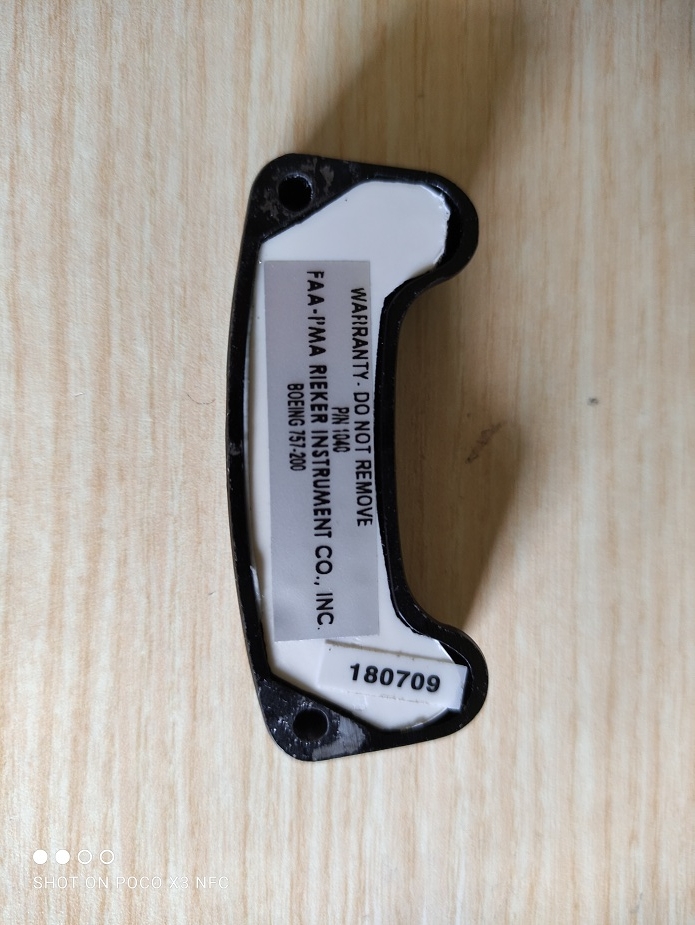 WARRANTY - DO NOT REMOVE
P/N 1040
FAA-PMA RIEKER INSTRUMENT CO., INC.
BOEING 757-200
180709
SHOT ON POCO X3 NFC